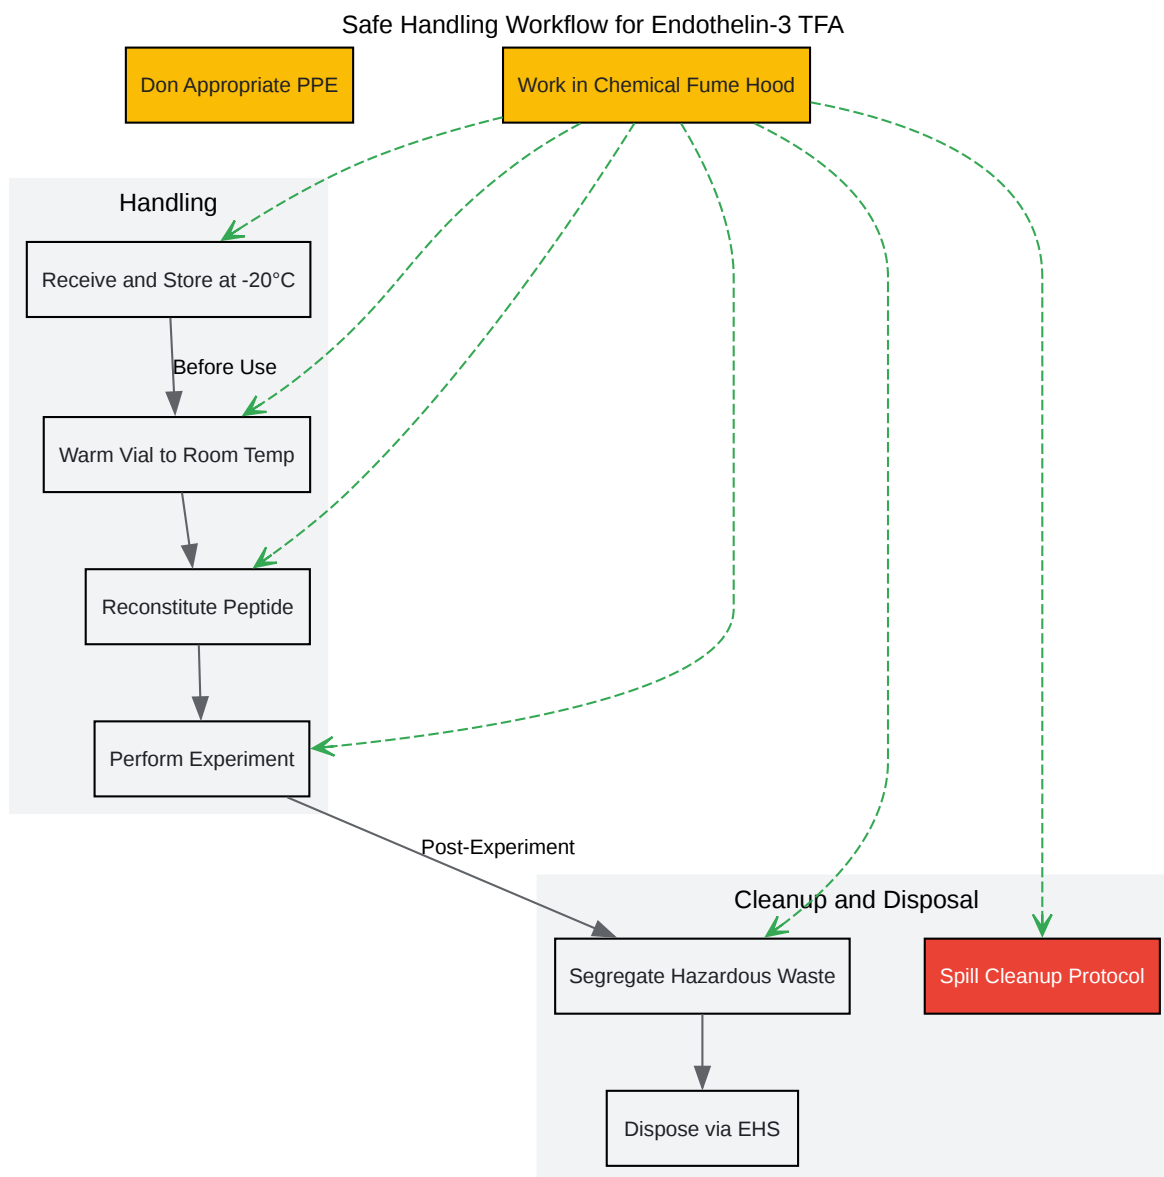 Safe Handling Workflow for Endothelin-3 TFA
Don Appropriate PPE
Work in Chemical Fume Hood
Handling
Receive and Store at -20°C
Before Use
Warm Vial to Room Temp
Reconstitute Peptide
Perform Experiment
Post-Experiment
Cleanup and Disposal
Segregate Hazardous Waste
Spill Cleanup Protocol
Dispose via EHS